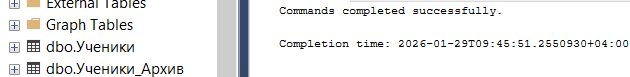 External Tables
Graph Tables
dbo.Ученики
dbo.Ученики_Архив
Commands completed successfully.
Completion time: 2026-01-29T09:45:51.2550930+04:00